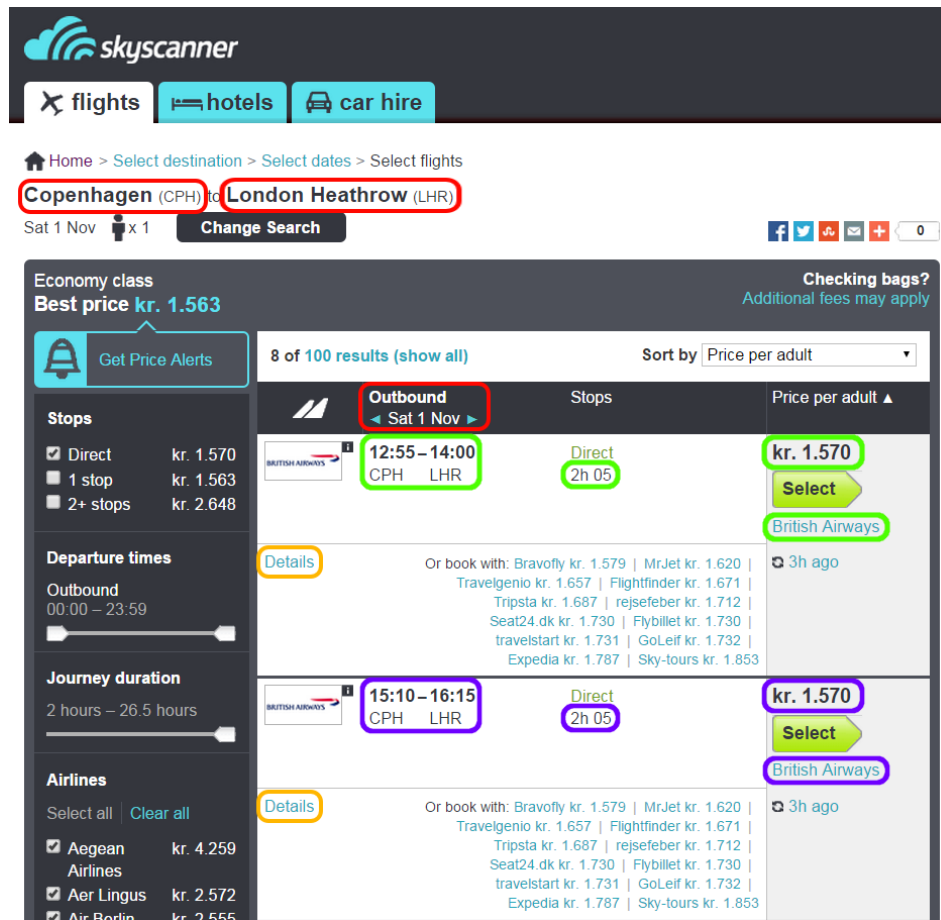 skyscanner
flights hotels car hire
Home > Select destination > Select dates > Select flights
Copenhagen (CPH) to London Heathrow (LHR)
Sat 1 Nov x 1 Change Search
0
Economy class
Best price kr. 1.563
Checking bags?
Additional fees may apply
Get Price Alerts
8 of 100 results (show all)
Sort by Price per adult
Stops
Direct kr. 1.570
1 stop kr. 1.563
2+ stops kr. 2.648
Departure times
Outbound
00:00 – 23:59
Journey duration
2 hours – 26.5 hours
Airlines
Select all Clear all
Aegean Airlines kr. 4.259
Aer Lingus kr. 2.572
Air Berlin kr. 2.555
Outbound
◄ Sat 1 Nov ►
Stops
Price per adult ▲
BRITISH AIRWAYS
12:55 – 14:00
CPH LHR
Direct
2h 05
kr. 1.570
Select
British Airways
3h ago
Details
Or book with: Bravofly kr. 1.579 | MrJet kr. 1.620 |
Travelgenio kr. 1.657 | Flightfinder kr. 1.671 |
Tripsta kr. 1.687 | rejsefeber kr. 1.712 |
Seat24.dk kr. 1.730 | Flybillet kr. 1.730 |
travelstart kr. 1.731 | GoLeif kr. 1.732 |
Expedia kr. 1.787 | Sky-tours kr. 1.853
BRITISH AIRWAYS
15:10 – 16:15
CPH LHR
Direct
2h 05
kr. 1.570
Select
British Airways
3h ago
Details
Or book with: Bravofly kr. 1.579 | MrJet kr. 1.620 |
Travelgenio kr. 1.657 | Flightfinder kr. 1.671 |
Tripsta kr. 1.687 | rejsefeber kr. 1.712 |
Seat24.dk kr. 1.730 | Flybillet kr. 1.730 |
travelstart kr. 1.731 | GoLeif kr. 1.732 |
Expedia kr. 1.787 | Sky-tours kr. 1.853